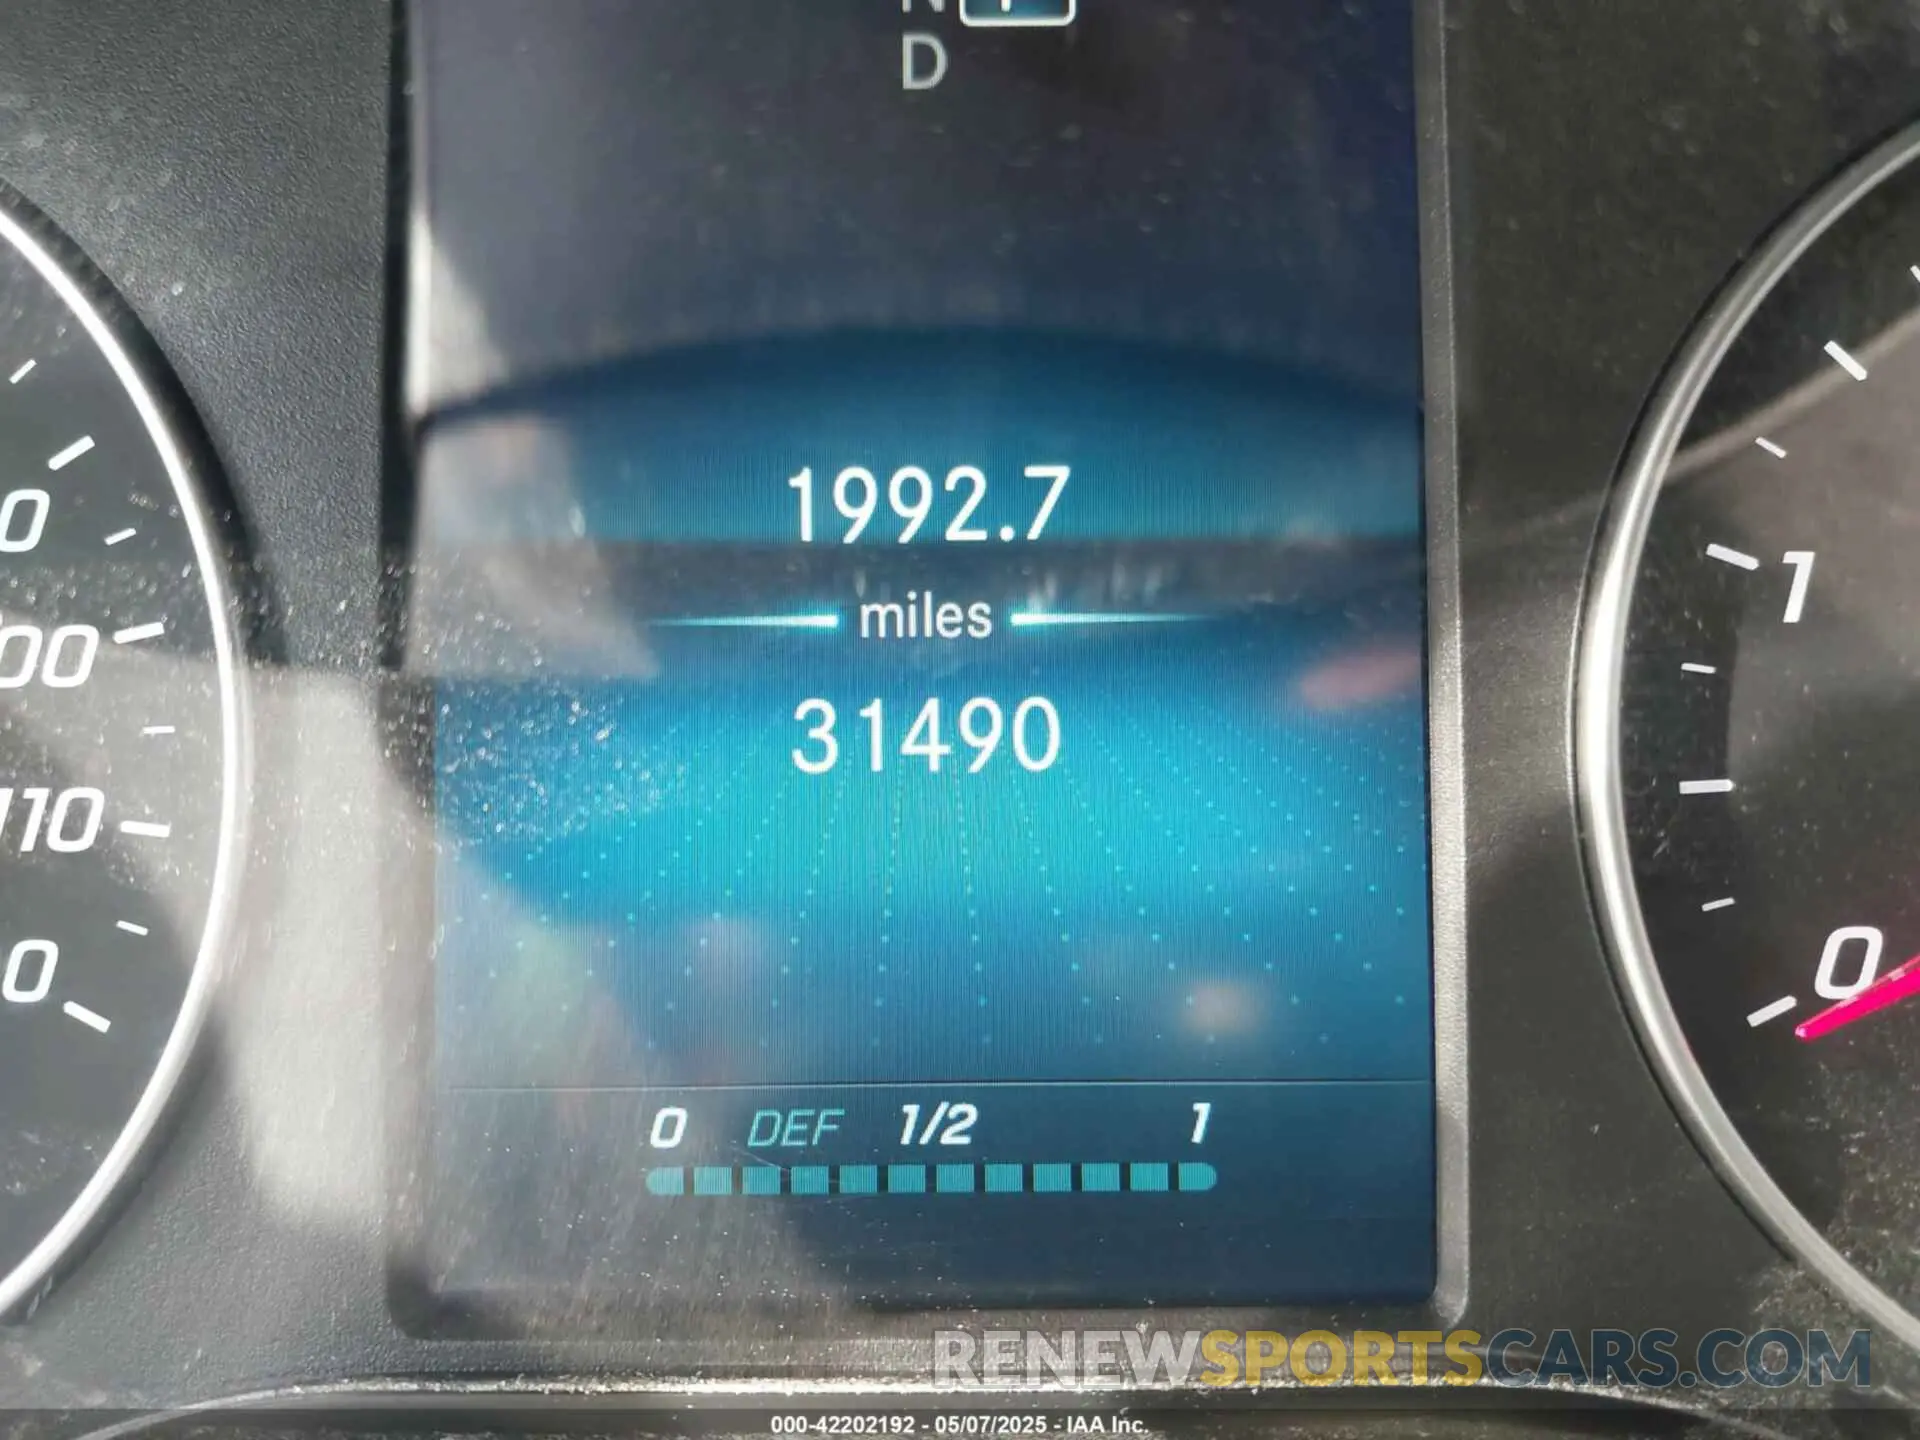 D
1992.7
miles
31490
0 DEF 1/2 1
110
1
0
RENEWSPORTSCARS.COM
000-42202192 - 05/07/2025 - IAA Inc.